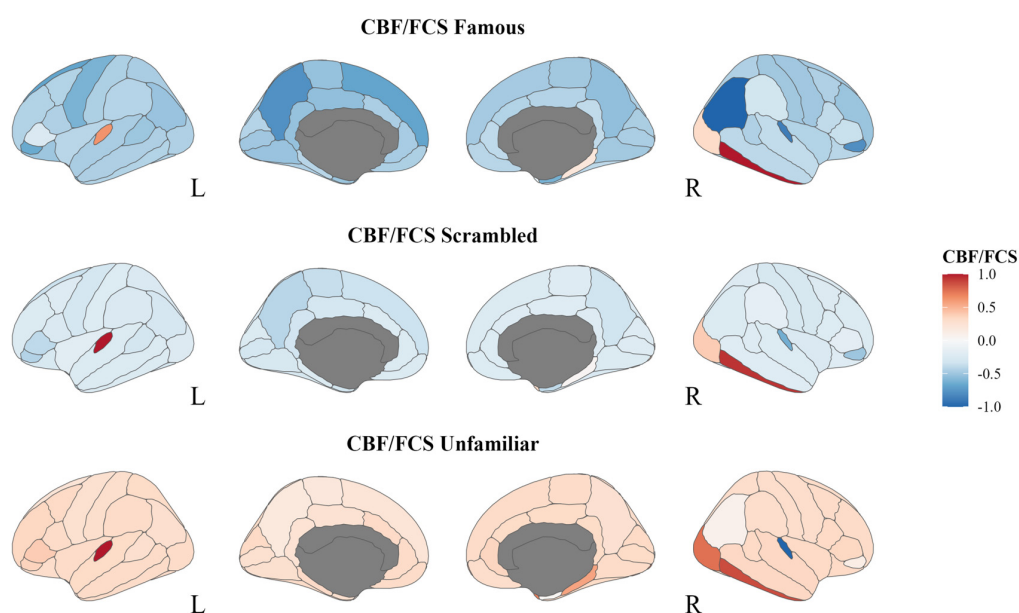 CBF/FCS Famous
L
R
CBF/FCS Scrambled
CBF/FCS
1.0
0.5
0.0
-0.5
-1.0
L
R
CBF/FCS Unfamiliar
L
R